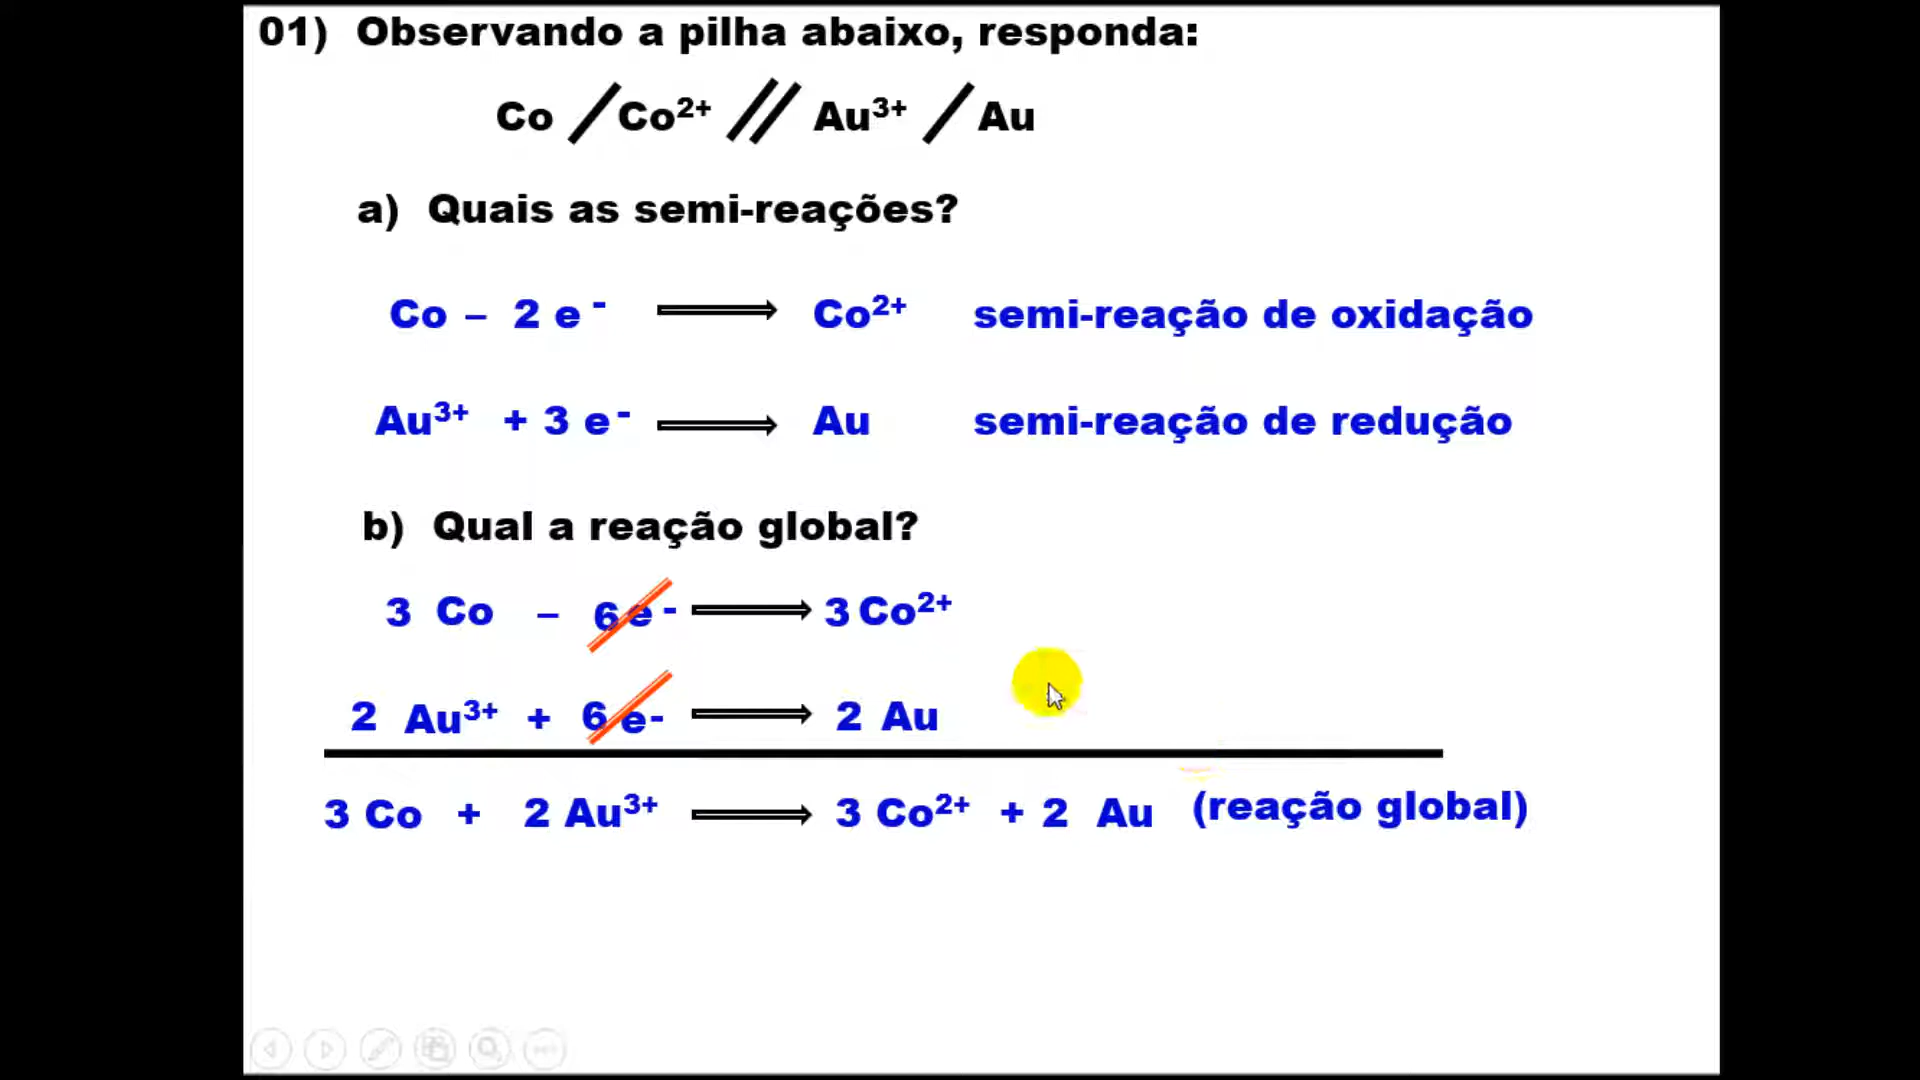 01) Observando a pilha abaixo, responda:
Co / Co²⁺ // Au³⁺ / Au
a) Quais as semi-reações?
Co – 2 e⁻ ⟹ Co²⁺ semi-reação de oxidação
Au³⁺ + 3 e⁻ ⟹ Au semi-reação de redução
b) Qual a reação global?
3 Co – 6 e⁻ ⟹ 3 Co²⁺
2 Au³⁺ + 6 e- ⟹ 2 Au
3 Co + 2 Au³⁺ ⟹ 3 Co²⁺ + 2 Au (reação global)